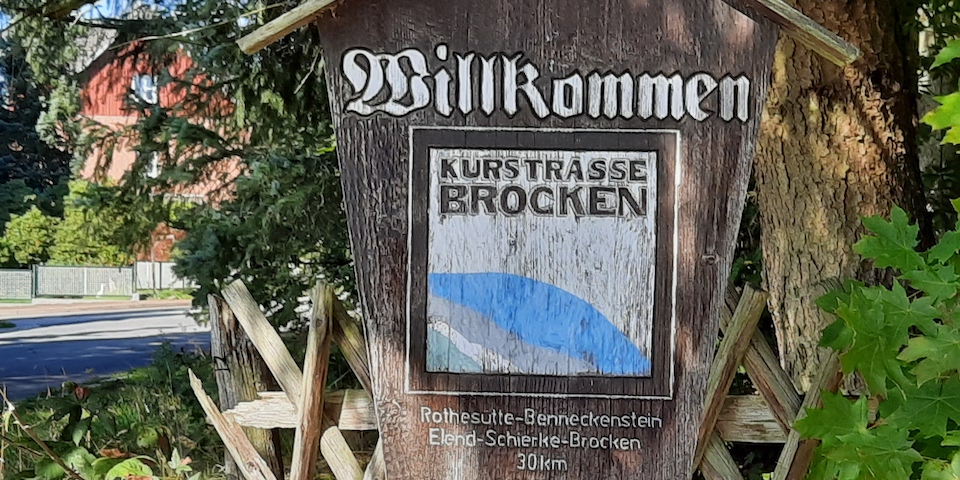 Willkommen
KURSTRASSE
BROCKEN
Rothesütte-Benneckenstein
Elend-Schierke-Brocken
30km